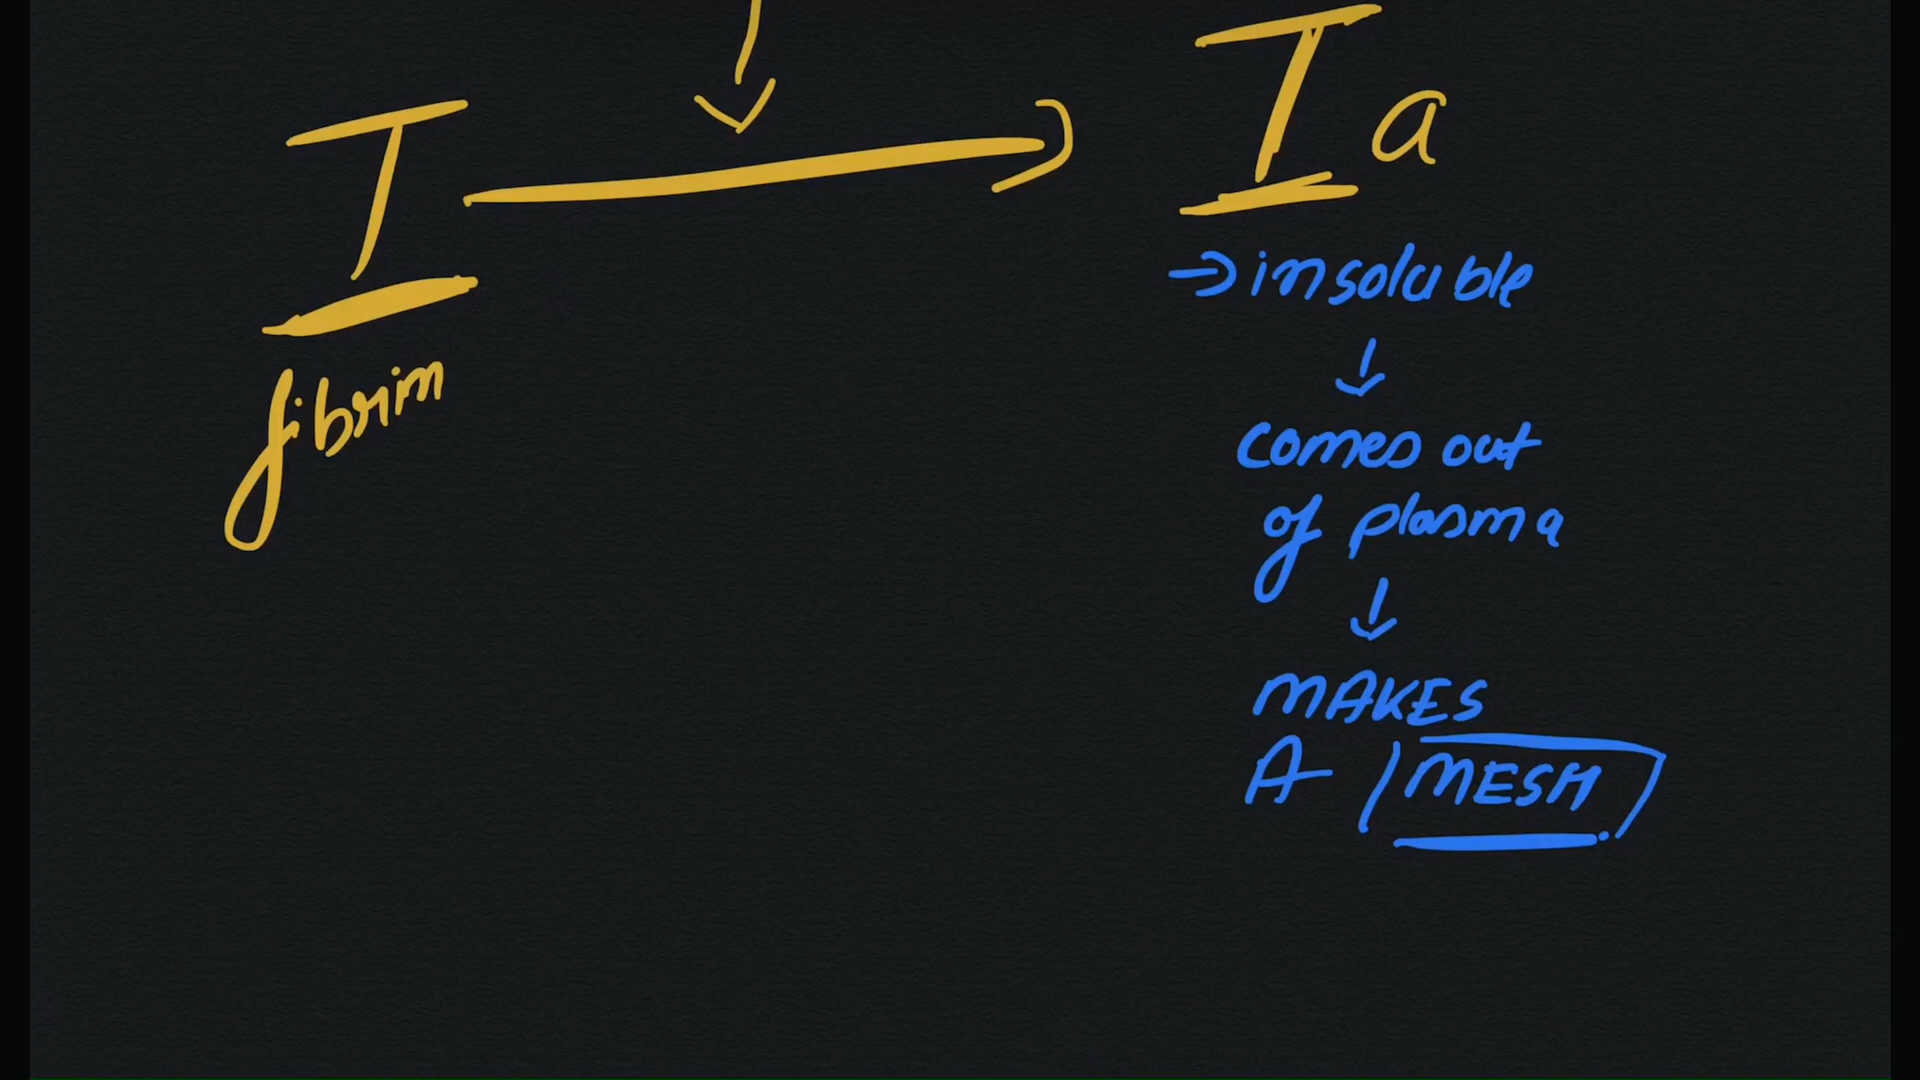 I
Ia
fibrin
→ insoluble
↓
comes out
of plasma
↓
MAKES
A MESH